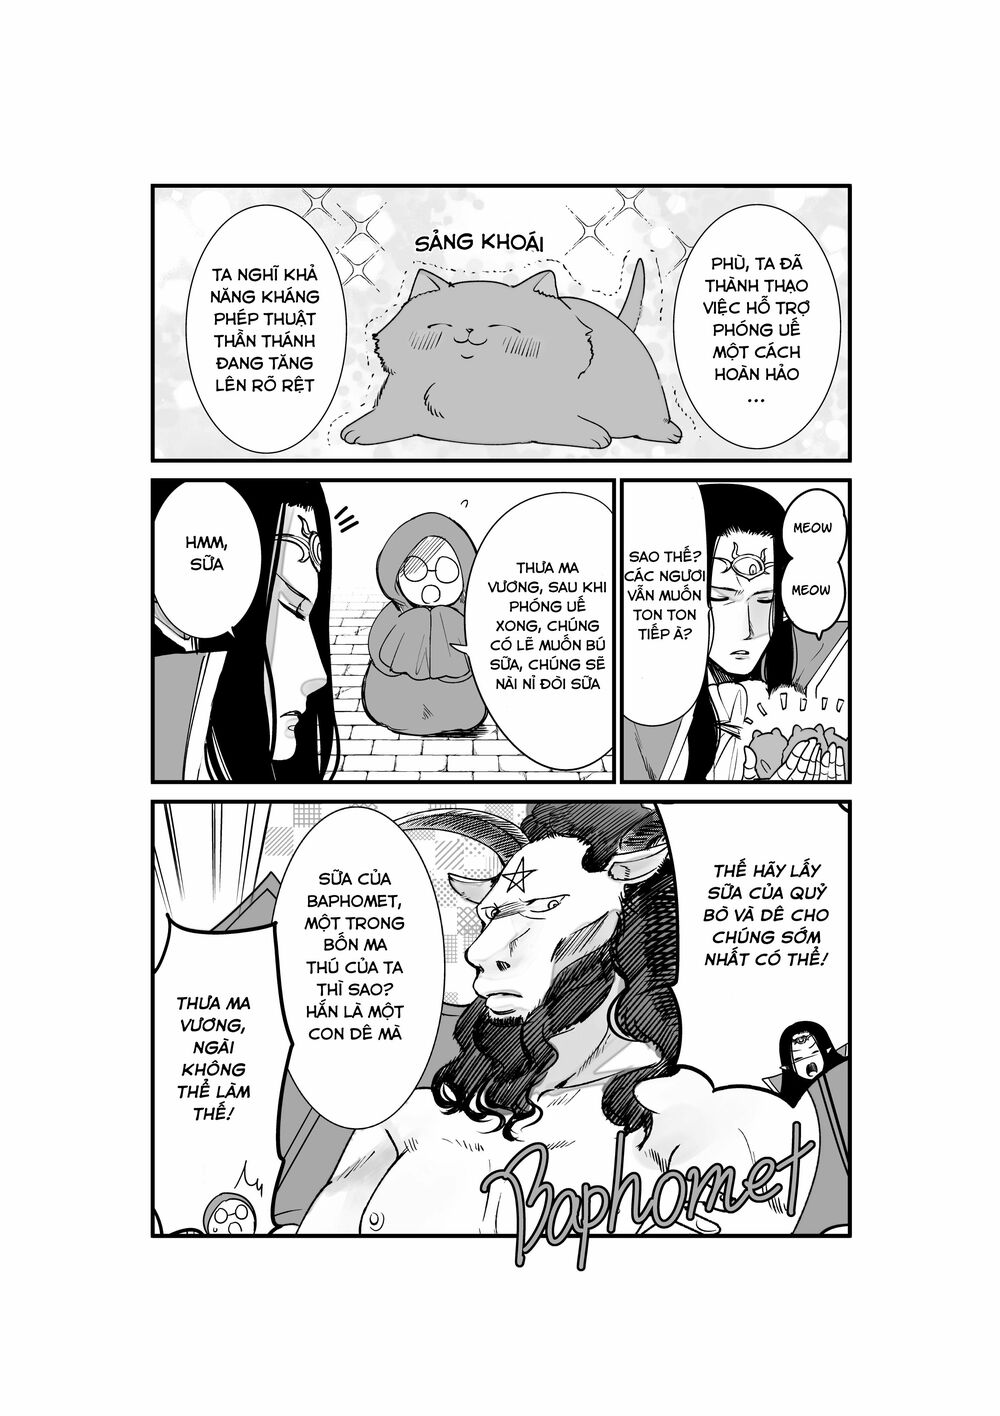 PHÙ, TA ĐÃ
THÀNH THẠO
VIỆC HỖ TRỢ
PHÓNG UẾ
MỘT CÁCH
HOÀN HẢO
...
SẢNG KHOÁI
TA NGHĨ KHẢ
NĂNG KHÁNG
PHÉP THUẬT
THẦN THÁNH
ĐANG TĂNG
LÊN RÕ RỆT
MEOW
MEOW
SAO THẾ?
CÁC NGƯƠI
VẪN MUỐN
TON TON
TIẾP À?
THƯA MA
VƯƠNG, SAU KHI
PHÓNG UẾ
XONG, CHÚNG
CÓ LẼ MUỐN BÚ
SỮA, CHÚNG SẼ
NÀI NỈ ĐÒI SỮA
HMM,
SỮA
THẾ HÃY LẤY
SỮA CỦA QUỶ
BÒ VÀ DÊ CHO
CHÚNG SỚM
NHẤT CÓ THỂ!
SỮA CỦA
BAPHOMET,
MỘT TRONG
BỐN MA
THÚ CỦA TA
THÌ SAO?
HẮN LÀ MỘT
CON DÊ MÀ
Baphomet
THƯA MA
VƯƠNG,
NGÀI
KHÔNG
THỂ LÀM
THẾ!